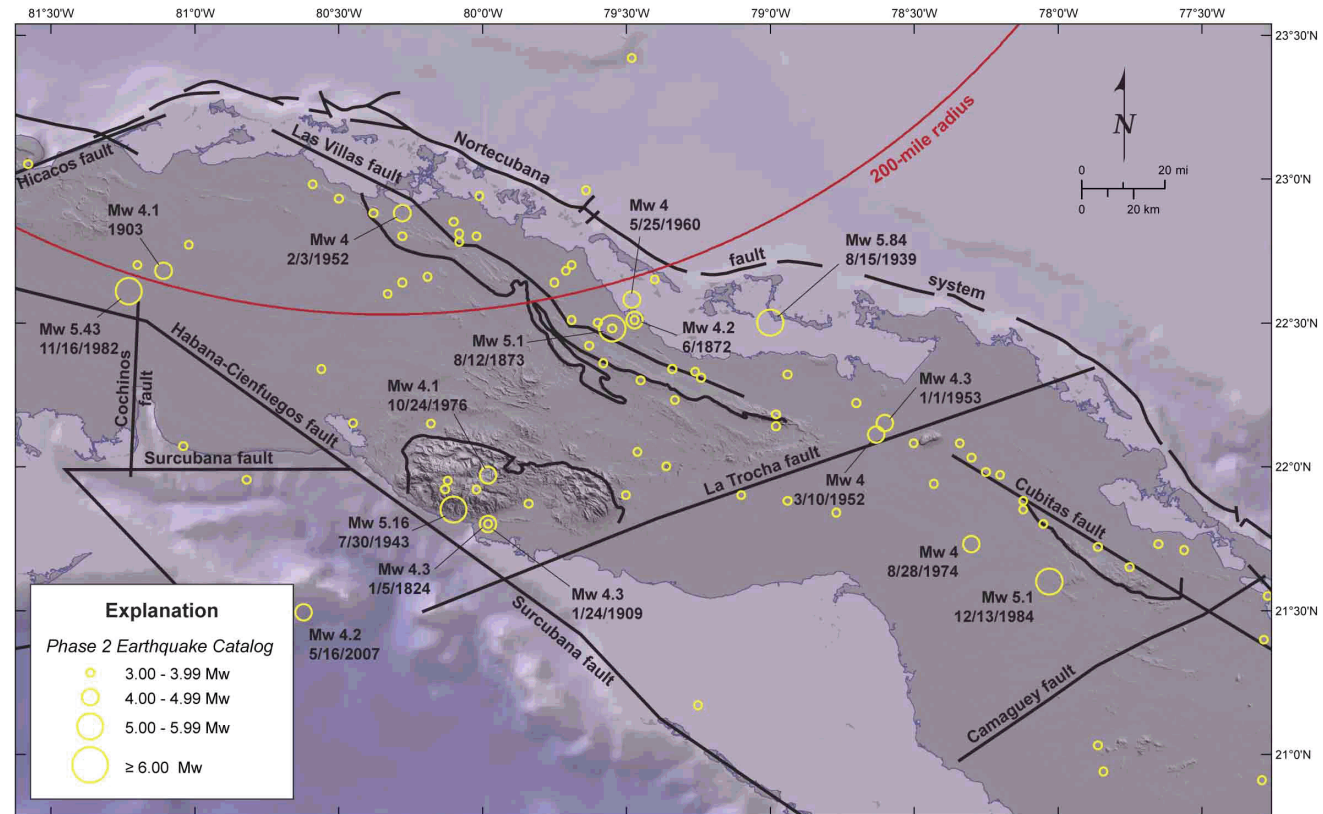 81°30'W 81°0'W 80°30'W 80°0'W 79°30'W 79°0'W 78°30'W 78°0'W 77°30'W
23°30'N
23°0'N
22°30'N
22°0'N
21°30'N
21°0'N
N
0 20 mi
0 20 km
200-mile radius
Hicacos fault
Las Villas fault
Nortecubana
fault
system
Mw 4.1
1903
Mw 4
2/3/1952
Mw 4
5/25/1960
Mw 5.84
8/15/1939
Mw 5.43
11/16/1982
Mw 5.1
8/12/1873
Mw 4.2
6/1872
Cochinos
fault
Habana-Cienfuegos fault
Mw 4.1
10/24/1976
Mw 4.3
1/1/1953
Surcubana fault
La Trocha fault
Mw 4
3/10/1952
Cubitas fault
Mw 5.16
7/30/1943
Mw 4.3
1/5/1824
Mw 4.3
1/24/1909
Mw 4
8/28/1974
Mw 5.1
12/13/1984
Surcubana fault
Camaguey fault
Mw 4.2
5/16/2007
Explanation
Phase 2 Earthquake Catalog
3.00 - 3.99 Mw
4.00 - 4.99 Mw
5.00 - 5.99 Mw
≥ 6.00 Mw